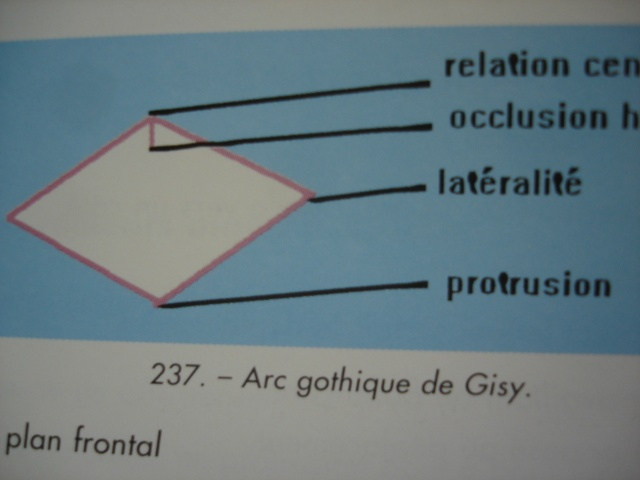 relation cen
occlusion h
latéralité
protrusion
237. – Arc gothique de Gisy.
plan frontal